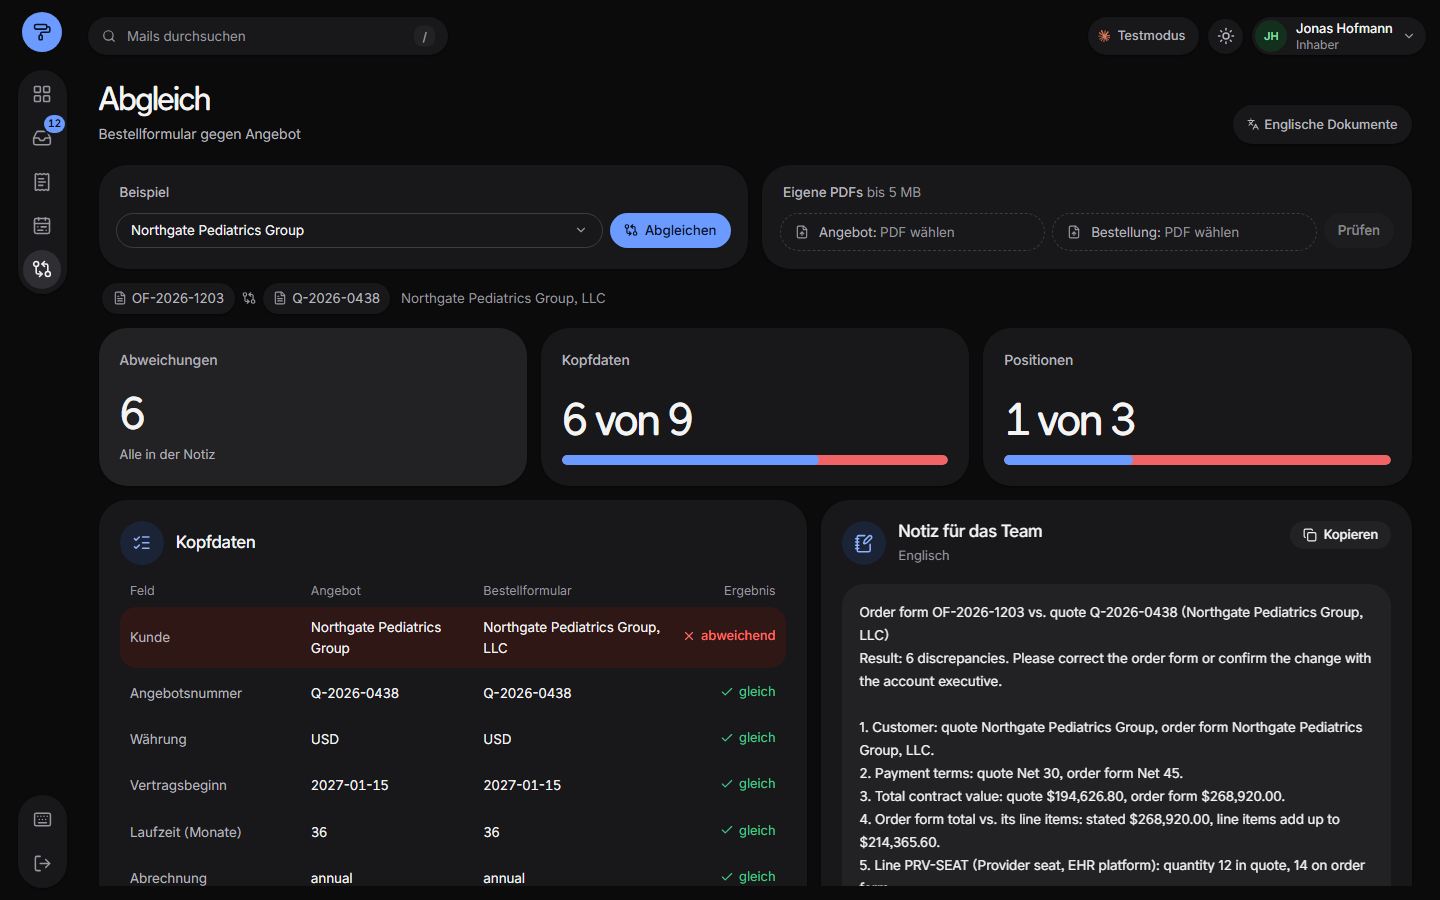 Mails durchsuchen
/
Testmodus
JH
Jonas Hofmann
Inhaber
12
Abgleich
Bestellformular gegen Angebot
Englische Dokumente
Beispiel
Northgate Pediatrics Group
Abgleichen
Eigene PDFs bis 5 MB
Angebot: PDF wählen
Bestellung: PDF wählen
Prüfen
OF-2026-1203
Q-2026-0438
Northgate Pediatrics Group, LLC
Abweichungen
6
Alle in der Notiz
Kopfdaten
6 von 9
Positionen
1 von 3
Kopfdaten
Feld Angebot Bestellformular Ergebnis
Kunde
Northgate Pediatrics
Group
Northgate Pediatrics Group,
LLC
abweichend
Angebotsnummer Q-2026-0438 Q-2026-0438 gleich
Währung USD USD gleich
Vertragsbeginn 2027-01-15 2027-01-15 gleich
Laufzeit (Monate) 36 36 gleich
Abrechnung annual annual gleich
Notiz für das Team
Englisch
Kopieren
Order form OF-2026-1203 vs. quote Q-2026-0438 (Northgate Pediatrics Group,
LLC)
Result: 6 discrepancies. Please correct the order form or confirm the change with
the account executive.
1. Customer: quote Northgate Pediatrics Group, order form Northgate Pediatrics
Group, LLC.
2. Payment terms: quote Net 30, order form Net 45.
3. Total contract value: quote $194,626.80, order form $268,920.00.
4. Order form total vs. its line items: stated $268,920.00, line items add up to
$214,365.60.
5. Line PRV-SEAT (Provider seat, EHR platform): quantity 12 in quote, 14 on order